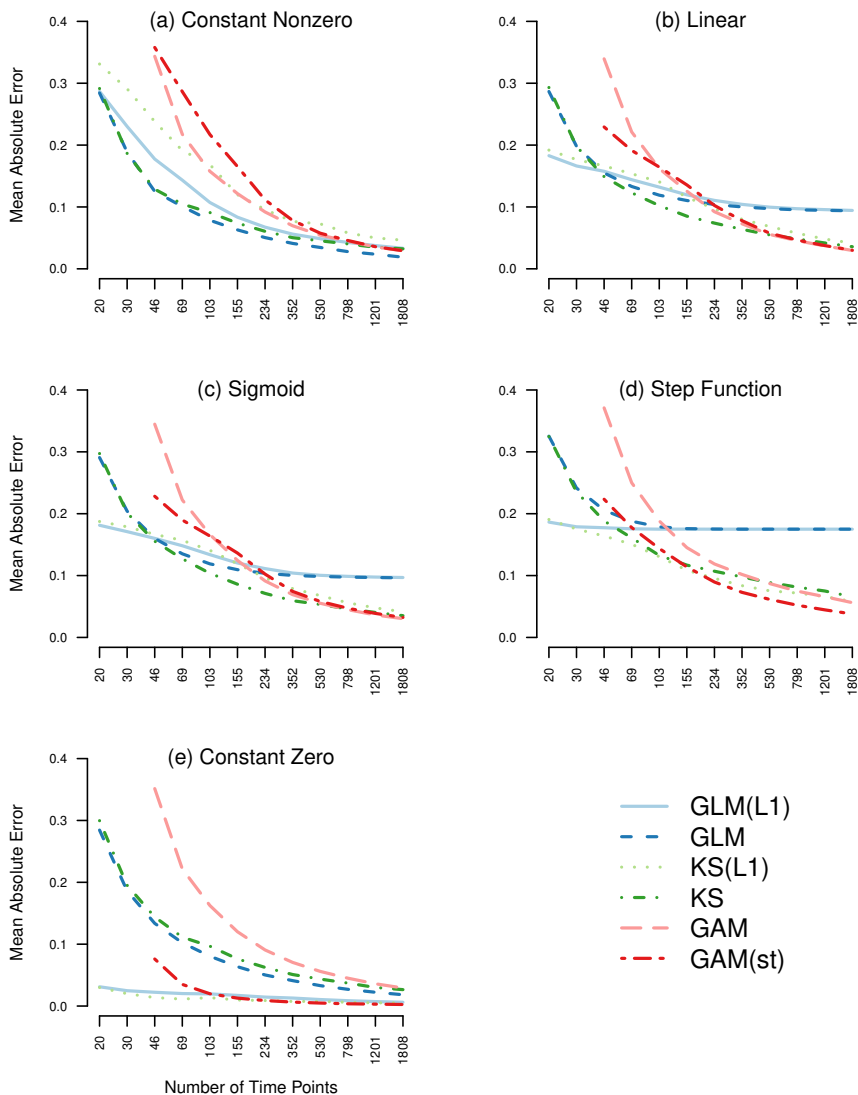 (a) Constant Nonzero
Mean Absolute Error
0.4
0.3
0.2
0.1
0.0
20 30 46 69 103 155 234 352 530 798 1201 1808
(b) Linear
0.4
0.3
0.2
0.1
0.0
20 30 46 69 103 155 234 352 530 798 1201 1808
(c) Sigmoid
Mean Absolute Error
0.4
0.3
0.2
0.1
0.0
20 30 46 69 103 155 234 352 530 798 1201 1808
(d) Step Function
0.4
0.3
0.2
0.1
0.0
20 30 46 69 103 155 234 352 530 798 1201 1808
(e) Constant Zero
Mean Absolute Error
0.4
0.3
0.2
0.1
0.0
20 30 46 69 103 155 234 352 530 798 1201 1808
Number of Time Points
GLM(L1)
GLM
KS(L1)
KS
GAM
GAM(st)